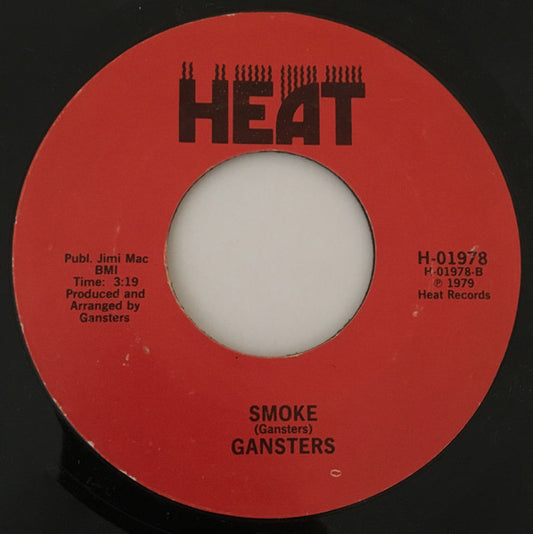 HEAT
Publ. Jimi Mac
BMI
Time: 3:19
Produced and
Arranged by
Gansters
H-01978
H-01978-B
℗ 1979
Heat Records
SMOKE
(Gansters)
GANSTERS